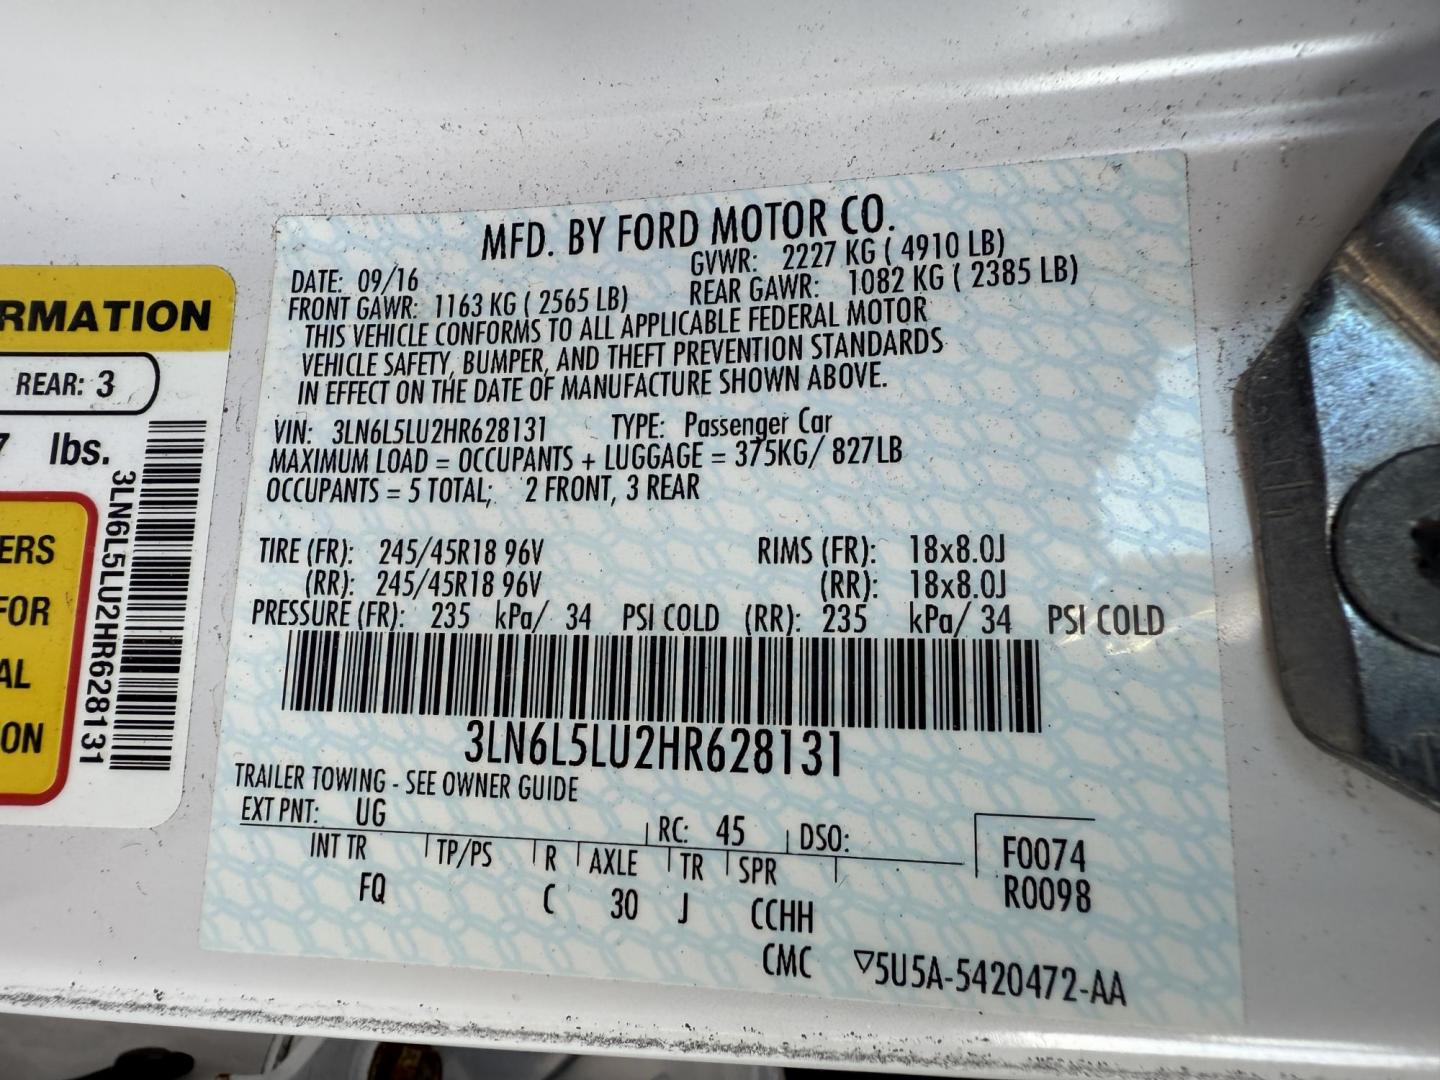 RMATION
REAR: 3
7 lbs.
ERS
FOR
AL
ON
3LN6L5LU2HR628131
MFD. BY FORD MOTOR CO.
DATE: 09/16 GVWR: 2227 KG ( 4910 LB)
FRONT GAWR: 1163 KG ( 2565 LB) REAR GAWR: 1082 KG ( 2385 LB)
THIS VEHICLE CONFORMS TO ALL APPLICABLE FEDERAL MOTOR
VEHICLE SAFETY, BUMPER, AND THEFT PREVENTION STANDARDS
IN EFFECT ON THE DATE OF MANUFACTURE SHOWN ABOVE.
VIN: 3LN6L5LU2HR628131 TYPE: Passenger Car
MAXIMUM LOAD = OCCUPANTS + LUGGAGE = 375KG/ 827LB
OCCUPANTS = 5 TOTAL; 2 FRONT, 3 REAR
TIRE (FR): 245/45R18 96V RIMS (FR): 18x8.0J
(RR): 245/45R18 96V (RR): 18x8.0J
PRESSURE (FR): 235 kPa/ 34 PSI COLD (RR): 235 kPa/ 34 PSI COLD
3LN6L5LU2HR628131
TRAILER TOWING - SEE OWNER GUIDE
EXT PNT: UG RC: 45 DSO:
INT TR TP/PS R AXLE TR SPR F0074
FQ C 30 J CCHH R0098
CMC ▽5U5A-5420472-AA